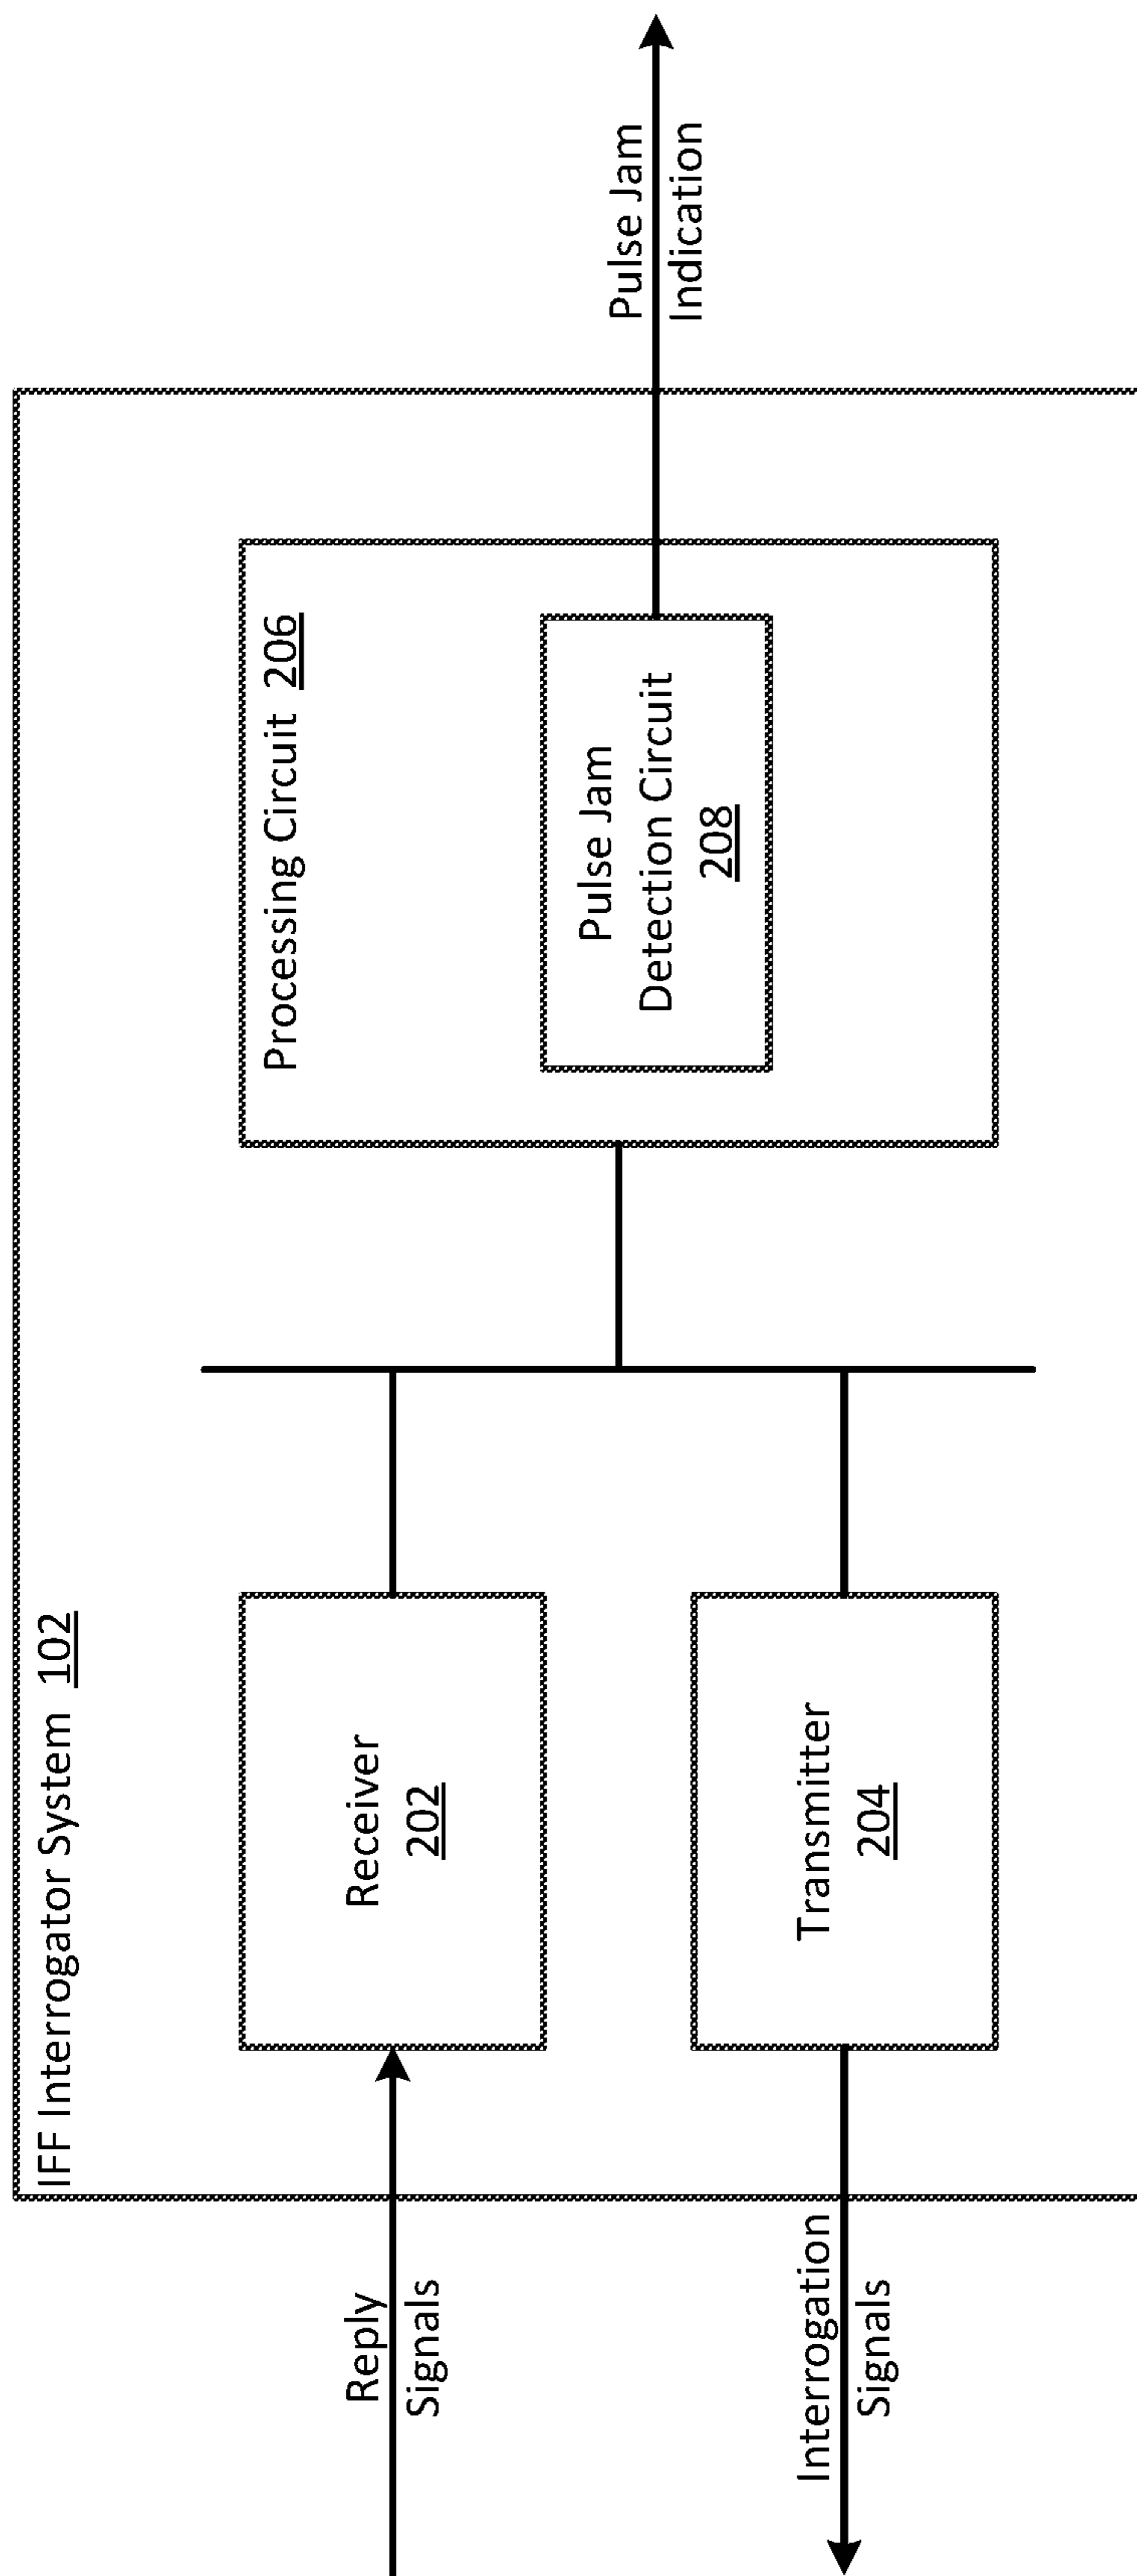 IFF Interrogator System 102
Reply
Signals
Receiver
202
Interrogation
Signals
Transmitter
204
Processing Circuit 206
Pulse Jam
Detection Circuit
208
Pulse Jam
Indication